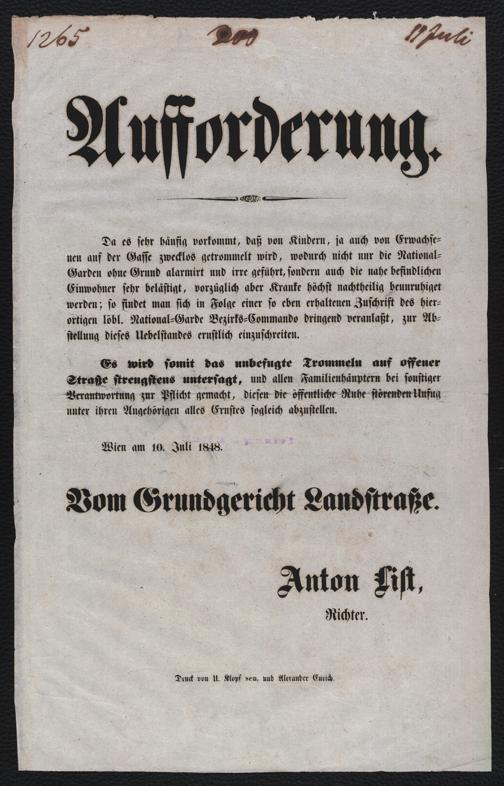 1265 200 11 Juli
Aufforderung.
Da es sehr häufig vorkommt, daß von Kindern, ja auch von Erwachse-
nen auf der Gasse zwecklos getrommelt wird, wodurch nicht nur die National-
Garden ohne Grund alarmirt und irre geführt, sondern auch die nahe befindlichen
Einwohner sehr belästigt, vorzüglich aber Kranke höchst nachtheilig beunruhiget
werden; so findet man sich in Folge einer so eben erhaltenen Zuschrift des hier-
ortigen löbl. National-Garde Bezirks-Commando dringend veranlaßt, zur Ab-
stellung dieses Uebelstandes ernstlich einzuschreiten.
Es wird somit das unbefugte Trommeln auf offener
Straße strengstens untersagt, und allen Familienhäuptern bei sonstiger
Verantwortung zur Pflicht gemacht, diesen die öffentliche Ruhe störenden Unfug
unter ihren Angehörigen alles Ernstes sogleich abzustellen.
Wien am 10. Juli 1848.
Vom Grundgericht Landstraße.
Anton List,
Richter.
Druck von U. Klopf sen. und Alexander Eurich.